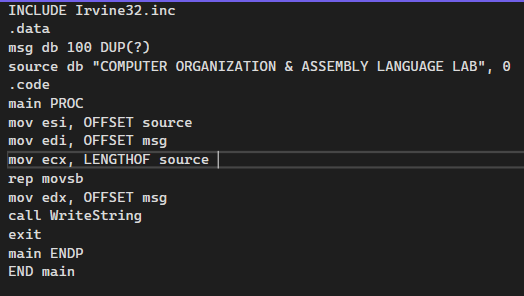 INCLUDE Irvine32.inc
.data
msg db 100 DUP(?)
source db "COMPUTER ORGANIZATION & ASSEMBLY LANGUAGE LAB", 0
.code
main PROC
mov esi, OFFSET source
mov edi, OFFSET msg
mov ecx, LENGTHOF source
rep movsb
mov edx, OFFSET msg
call WriteString
exit
main ENDP
END main